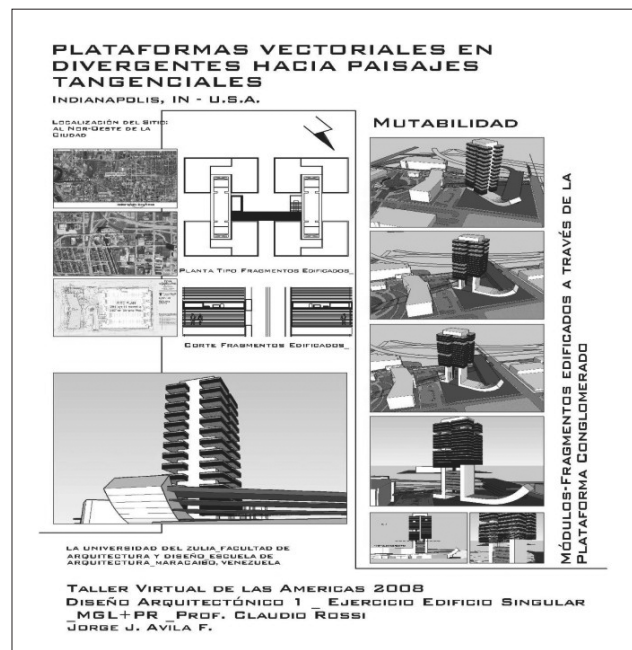 PLATAFORMAS VECTORIALES EN
DIVERGENTES HACIA PAISAJES
TANGENCIALES
INDIANAPOLIS, IN - U.S.A.
LOCALIZACIÓN DEL SITIO:
AL NOR-OESTE DE LA
CIUDAD
PLANTA TIPO FRAGMENTOS EDIFICADOS_
CORTE FRAGMENTOS EDIFICADOS_
MUTABILIDAD
MÓDULOS-FRAGMENTOS EDIFICADOS A TRAVÉS DE LA
PLATAFORMA CONGLOMERADO
LA UNIVERSIDAD DEL ZULIA_FACULTAD DE
ARQUITECTURA Y DISEÑO_ESCUELA DE
ARQUITECTURA_MARACAIBO, VENEZUELA
TALLER VIRTUAL DE LAS AMERICAS 2008
DISEÑO ARQUITECTÓNICO 1 _ EJERCICIO EDIFICIO SINGULAR
_MGL+PR _PROF. CLAUDIO ROSSI
JORGE J. AVILA F.